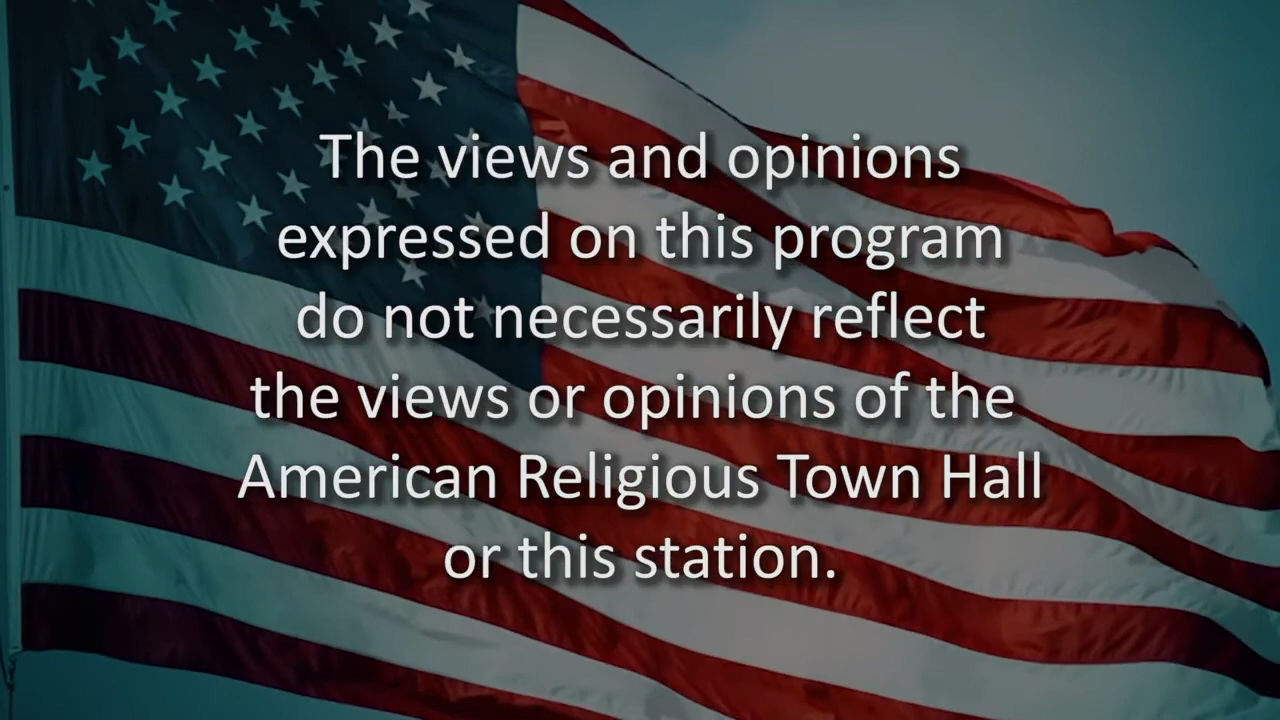 The views and opinions
expressed on this program
do not necessarily reflect
the views or opinions of the
American Religious Town Hall
or this station.